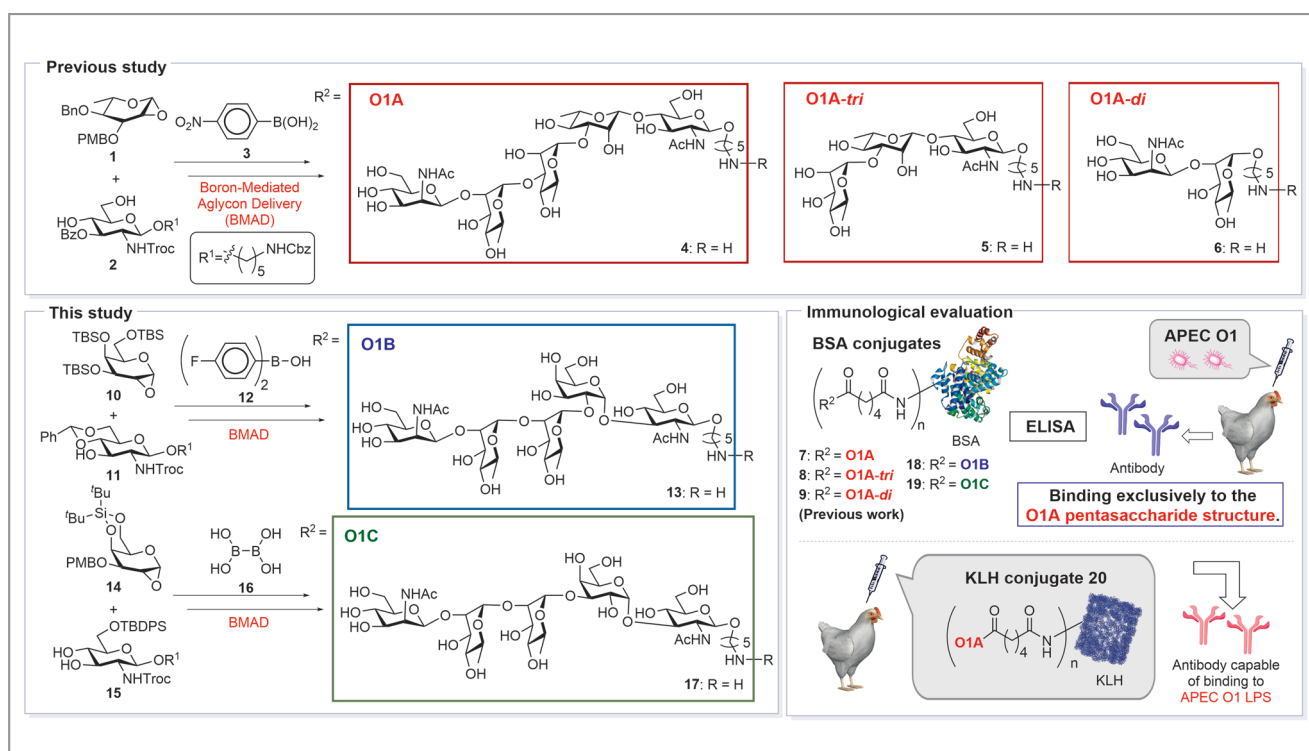 Previous study
BnO
PMBO
O
O
1
+
OH
HO
BzO
O
OR¹
NHTroc
2
O₂N
B(OH)₂
3
Boron-Mediated
Aglycon Delivery
(BMAD)
R¹=
5
NHCbz
R² =
O1A
4: R = H
O1A-tri
5: R = H
O1A-di
6: R = H
This study
TBSO
OTBS
TBSO
10
+
Ph
HO
OR¹
NHTroc
11
F
2
B-OH
12
BMAD
R² =
O1B
13: R = H
ᵗBu
ᵗBu
Si
PMBO
14
+
OTBDPS
HO
HO
OR¹
NHTroc
15
HO
OH
B-B
HO
OH
16
BMAD
R² =
O1C
17: R = H
Immunological evaluation
BSA conjugates
R²
4
N
H
n
BSA
7: R² = O1A
8: R² = O1A-tri
9: R² = O1A-di
(Previous work)
18: R² = O1B
19: R² = O1C
ELISA
APEC O1
Antibody
Binding exclusively to the
O1A pentasaccharide structure.
KLH conjugate 20
O1A
4
N
H
n
KLH
Antibody capable
of binding to
APEC O1 LPS